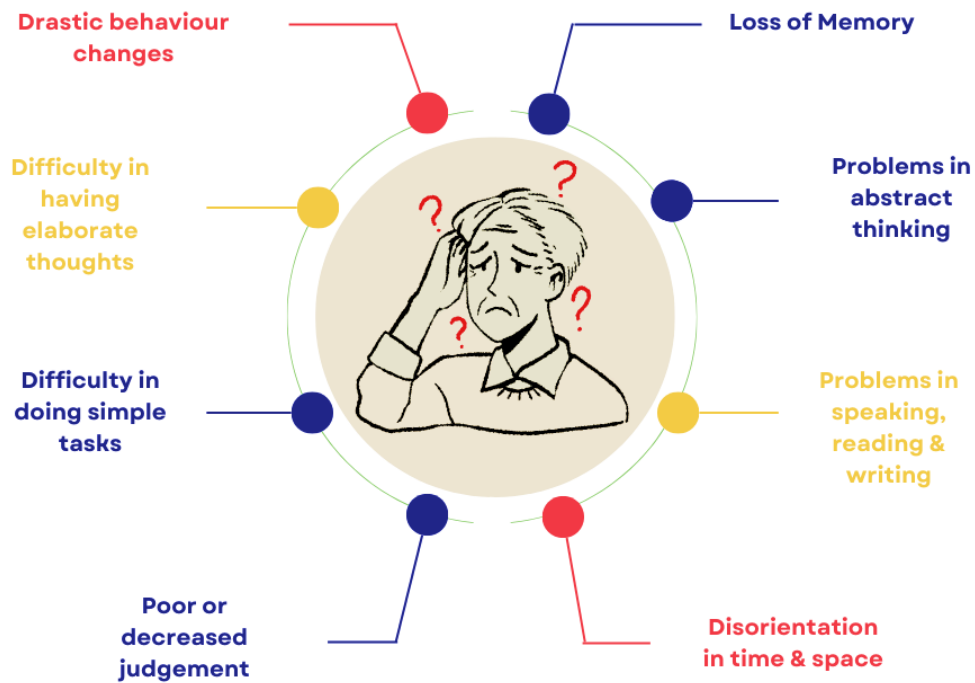 Drastic behaviour
changes
Loss of Memory
Difficulty in
having
elaborate
thoughts
Problems in
abstract
thinking
Difficulty in
doing simple
tasks
Problems in
speaking,
reading &
writing
Poor or
decreased
judgement
Disorientation
in time & space
?
?
?
?